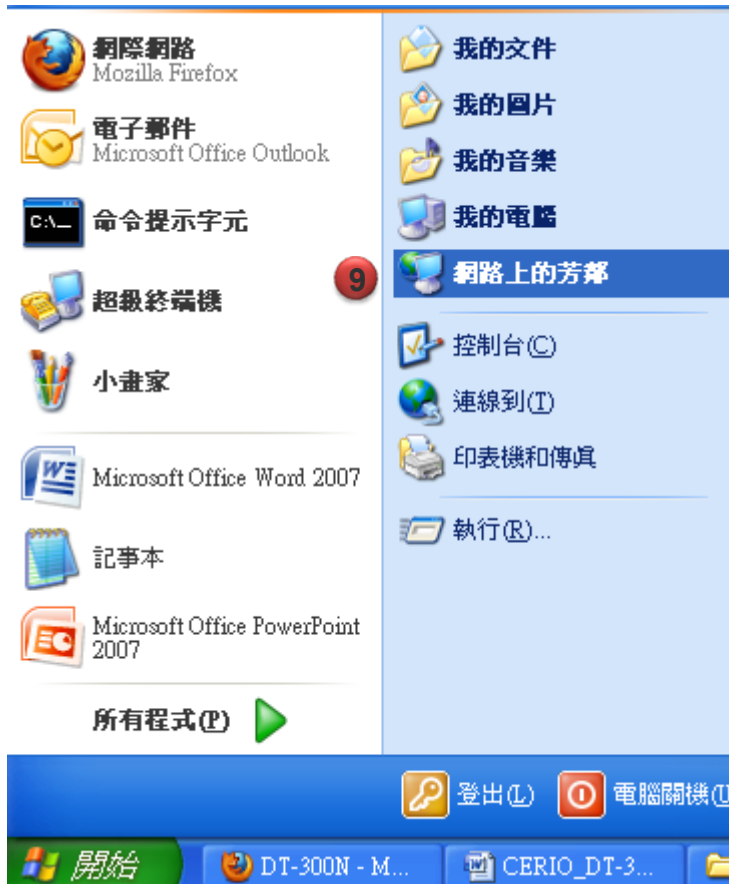 網際網路
Mozilla Firefox
電子郵件
Microsoft Office Outlook
C:\_
命令提示字元
超級終端機
小畫家
Microsoft Office Word 2007
記事本
Microsoft Office PowerPoint
2007
所有程式(P)
我的文件
我的圖片
我的音樂
我的電腦
9
網路上的芳鄰
控制台(C)
連線到(T)
印表機和傳真
執行(R)...
登出(L)
電腦關機(U
開始
DT-300N - M...
CERIO_DT-3...